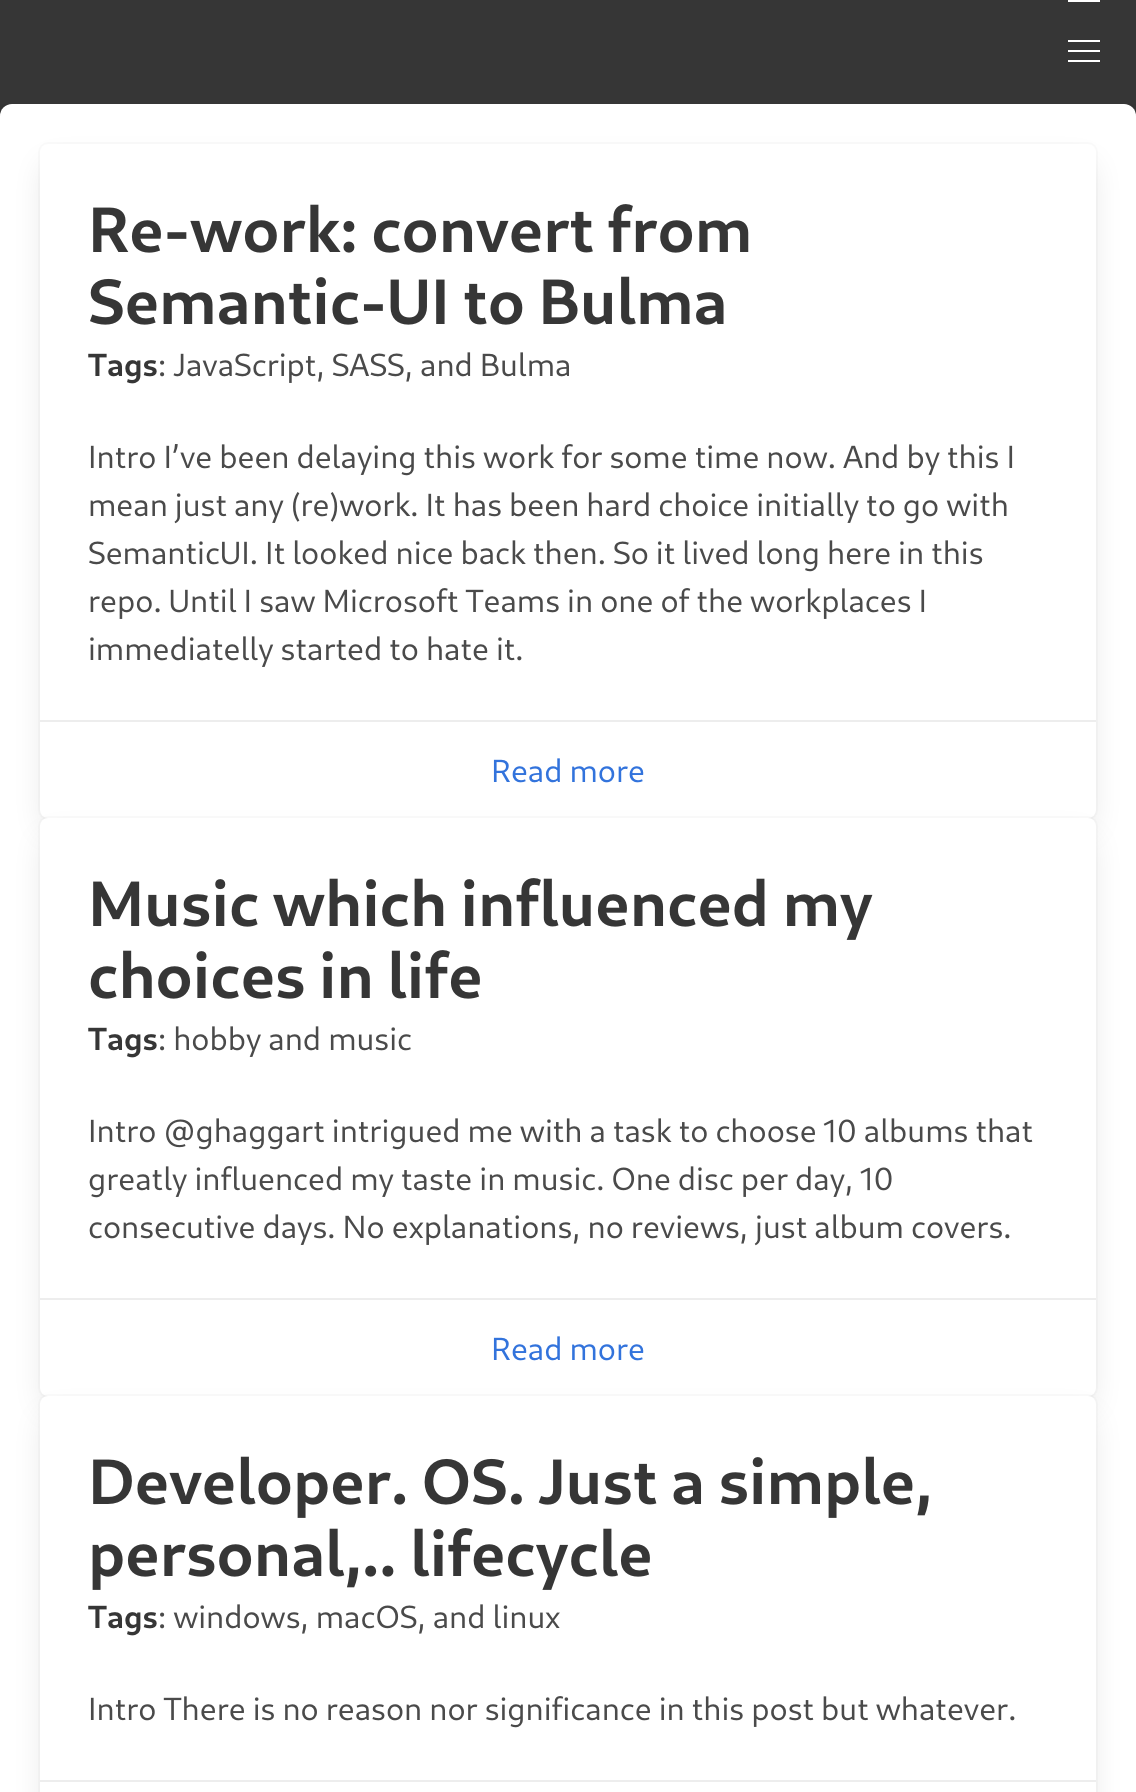 Re-work: convert from
Semantic-UI to Bulma
Tags: JavaScript, SASS, and Bulma
Intro I’ve been delaying this work for some time now. And by this I
mean just any (re)work. It has been hard choice initially to go with
SemanticUI. It looked nice back then. So it lived long here in this
repo. Until I saw Microsoft Teams in one of the workplaces I
immediatelly started to hate it.
Read more
Music which influenced my
choices in life
Tags: hobby and music
Intro @ghaggart intrigued me with a task to choose 10 albums that
greatly influenced my taste in music. One disc per day, 10
consecutive days. No explanations, no reviews, just album covers.
Read more
Developer. OS. Just a simple,
personal,.. lifecycle
Tags: windows, macOS, and linux
Intro There is no reason nor significance in this post but whatever.